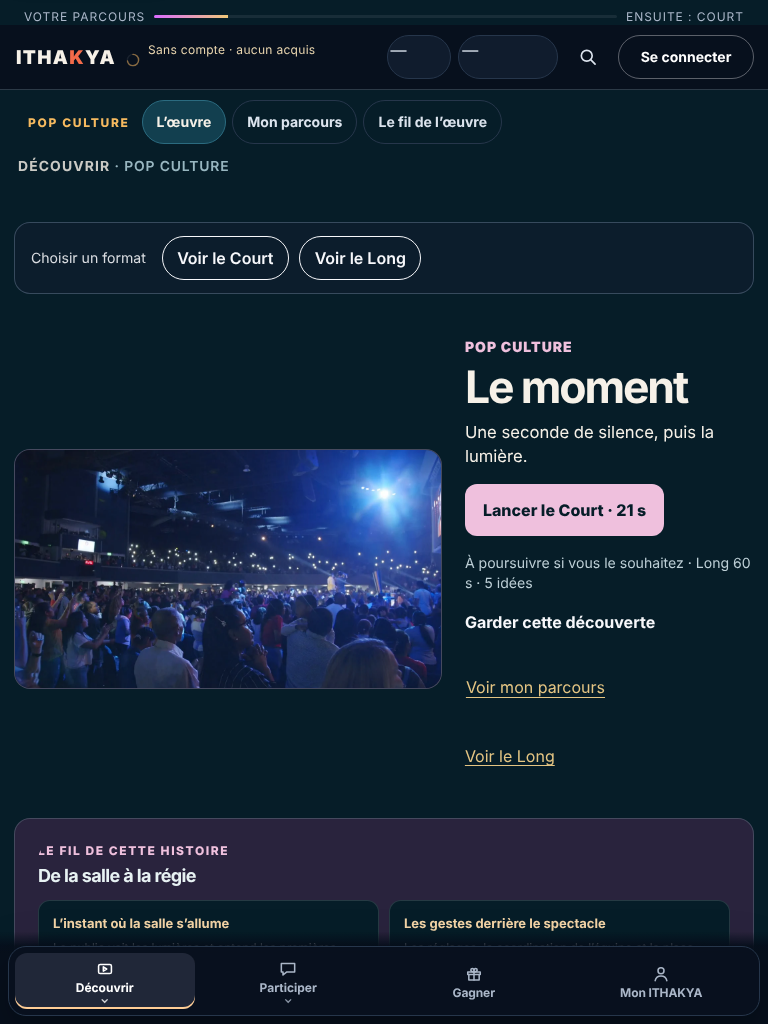 VOTRE PARCOURS ENSUITE : COURT
ITHAKYA Sans compte · aucun acquis — — Se connecter
POP CULTURE L’œuvre Mon parcours Le fil de l’œuvre
DÉCOUVRIR · POP CULTURE
Choisir un format Voir le Court Voir le Long
POP CULTURE
Le moment
Une seconde de silence, puis la
lumière.
Lancer le Court · 21 s
À poursuivre si vous le souhaitez · Long 60
s · 5 idées
Garder cette découverte
Voir mon parcours
Voir le Long
LE FIL DE CETTE HISTOIRE
De la salle à la régie
L’instant où la salle s’allume Les gestes derrière le spectacle
Découvrir Participer Gagner Mon ITHAKYA